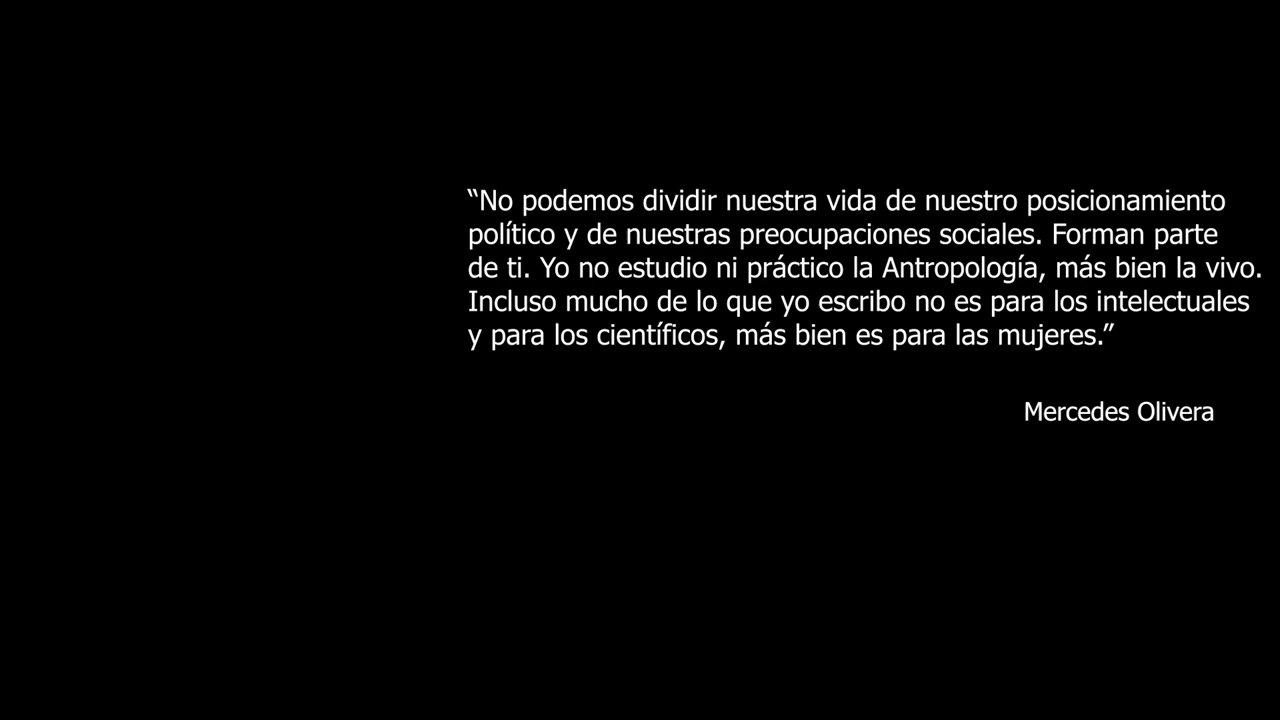 “No podemos dividir nuestra vida de nuestro posicionamiento
político y de nuestras preocupaciones sociales. Forman parte
de ti. Yo no estudio ni práctico la Antropología, más bien la vivo.
Incluso mucho de lo que yo escribo no es para los intelectuales
y para los científicos, más bien es para las mujeres.”
Mercedes Olivera